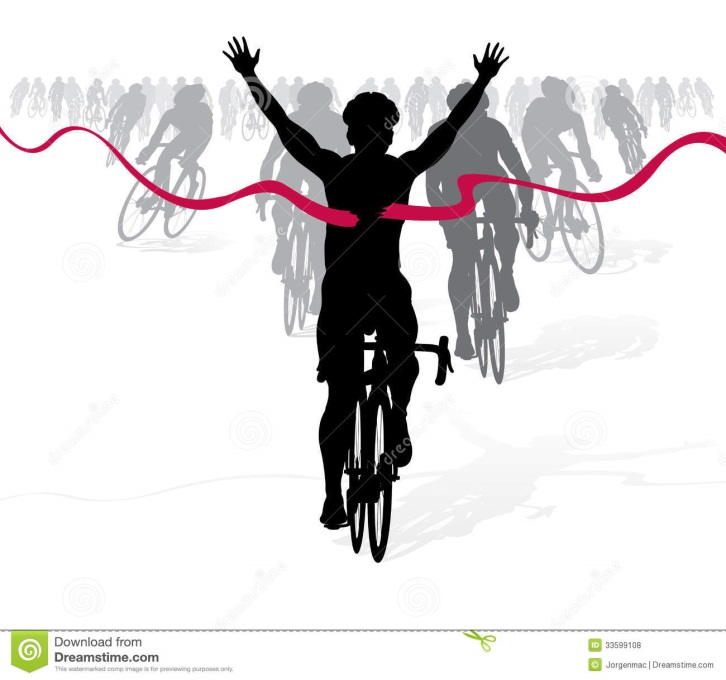 Download from
Dreamstime.com
This watermarked comp image is for previewing purposes only.
33599108
Jorgenmac | Dreamstime.com